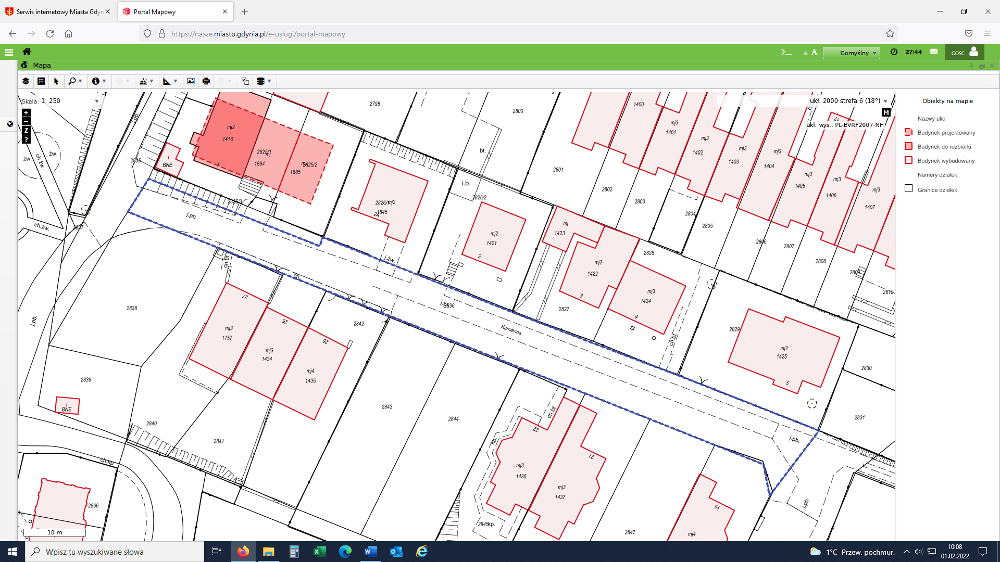 Serwis internetowy Miasta Gdyn
Portal Mapowy
https://nasze.miasto.gdynia.pl/e-uslugi/portal-mapowy
A A
Domyślny
27:44
GOSC
Mapa
Skala: 1: 250
ukł. 2000 strefa 6 (18°)
M
ukł. wys.: PL-EVRF2007-NH
+
−
Z
?
Obiekty na mapie
Nazwy ulic
Budynek projektowany
Budynek do rozbiórki
Budynek wybudowany
Numery działek
Granice działek
2798
2800
1400
mj3
1401
mj3
1402
mj3
1403
mj3
1404
mj3
1405
mj3
1406
mj3
1407
17
j.pb.
mj2
1418
1
2825/1
mj
1884
2825/2
1885
i
BNE
2835
żw.
żw.
ch.żw.
ch.żw.
2837
2825/3
j.pb.
bt.
2801
2802
2803
2804
2805
2806
2807
2808
2809
2810
i.b.
2826/2
2826/1
mj2
1845
2A
mj2
1421
2
mj
1423
mj2
1422
3
2828
mj3
1424
4
2827
j.żw.
ch.bt.
ch.
j.bt.
2836
Kamienna
ch.bt.
2829
mj2
1425
5
2830
2831
2838
27
mj3
1757
26
mj3
1434
25
mj4
1435
2842
j.pb.
2839
i
BNE
2840
2841
2843
2844
ch.bt.
22
kp.
mj3
1436
21
mj3
1437
j.pb.
j.pb.
19
mj4
2845
kp.
2847
ch.kp.
2866
10 m
Wpisz tu wyszukiwane słowa
1°C Przew. pochmur.
10:08
01.02.2022